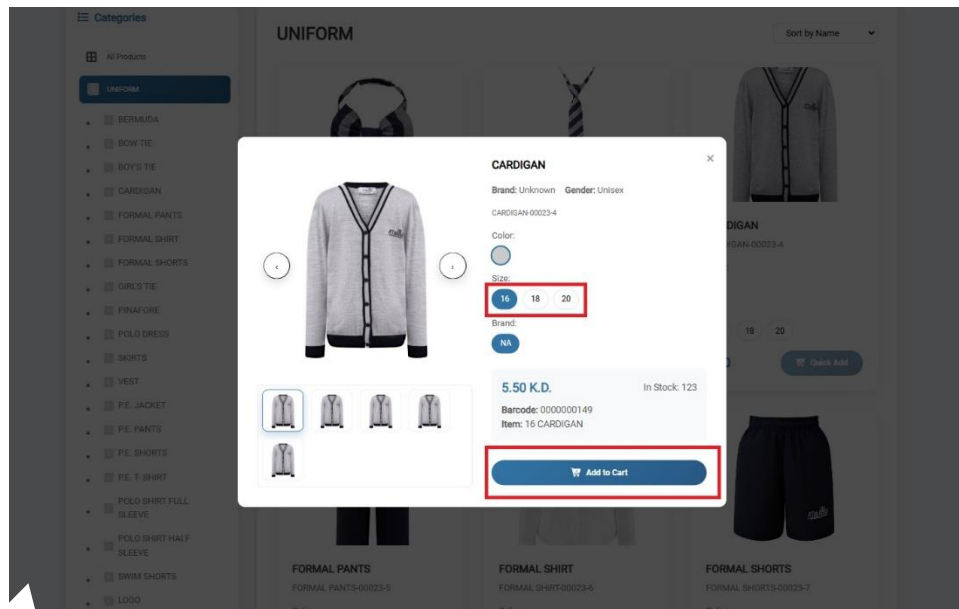 Categories
All Products
UNIFORM
BERMUDA
BOW TIE
BOY'S TIE
CARDIGAN
FORMAL PANTS
FORMAL SHIRT
FORMAL SHORTS
GIRL'S TIE
PINAFORE
POLO DRESS
SKIRTS
VEST
P.E. JACKET
P.E. PANTS
P.E. SHORTS
P.E. T-SHIRT
POLO SHIRT FULL
SLEEVE
POLO SHIRT HALF
SLEEVE
SWIM SHORTS
LOGO
UNIFORM
Sort by Name
CARDIGAN
Brand: Unknown Gender: Unisex
CARDIGAN-00023-4
Color:
Size:
16 18 20
Brand:
NA
5.50 K.D. In Stock: 123
Barcode: 0000000149
Item: 16 CARDIGAN
Add to Cart
DIGAN
IGAN-00023-4
18 20
Quick Add
FORMAL PANTS
FORMAL PANTS-00023-5
FORMAL SHIRT
FORMAL SHIRT-00023-6
FORMAL SHORTS
FORMAL SHORTS-00023-7